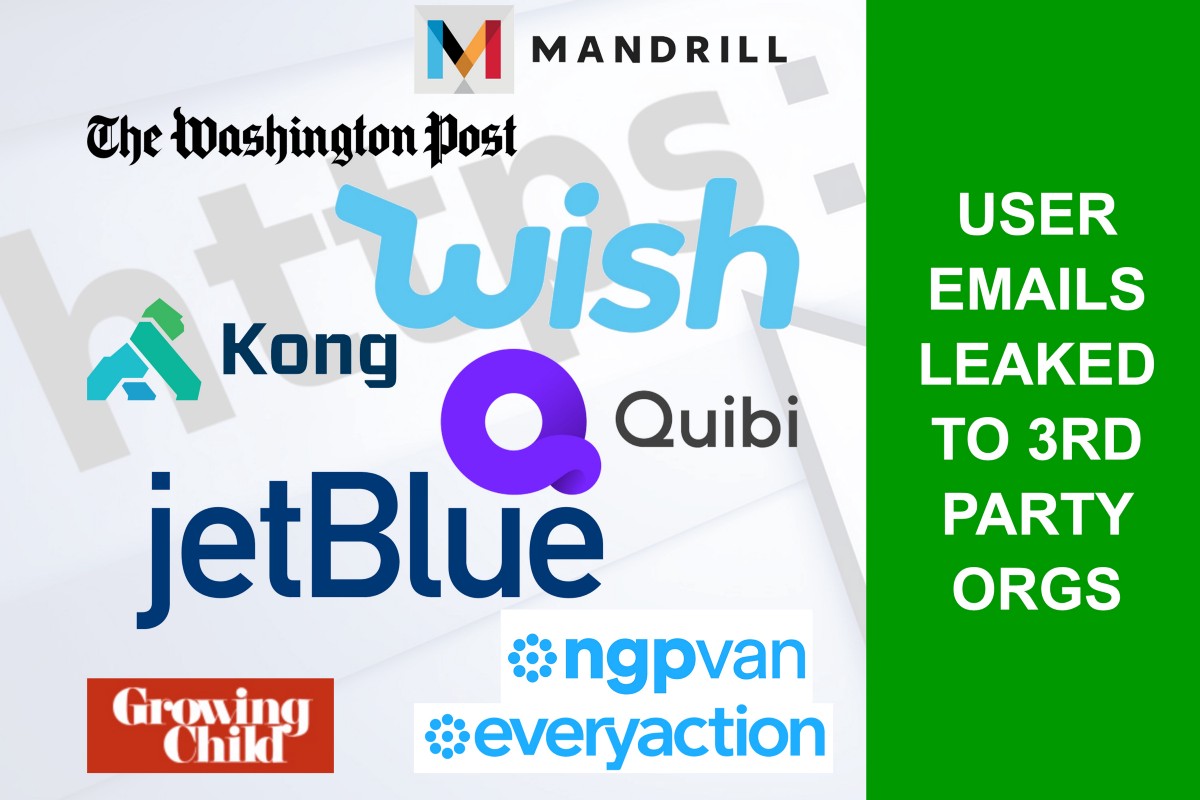 MANDRILL
The Washington Post
https:
wish
Kong
Quibi
jetBlue
ngpvan
everyaction
Growing
Child
USER
EMAILS
LEAKED
TO 3RD
PARTY
ORGS